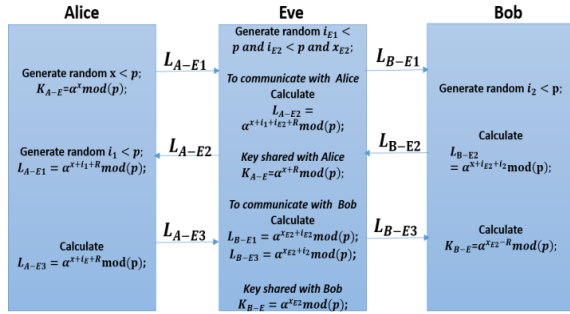 Alice
Generate random x < p;
K_{A-E}=α^x mod(p);
Generate random i_1 < p;
L_{A-E1} = α^{x+i_1+R} mod(p);
Calculate
L_{A-E3} = α^{x+i_E+R} mod(p);
L_{A-E1}
L_{A-E2}
L_{A-E3}
Eve
Generate random i_{E1} <
p and i_{E2} < p and x_{E2};
To communicate with Alice
Calculate
L_{A-E2} =
α^{x+i_1+i_{E2}+R} mod(p);
Key shared with Alice
K_{A-E}=α^{x+R} mod(p);
To communicate with Bob
Calculate
L_{B-E1} = α^{x_{E2}+i_{E2}} mod(p);
L_{B-E3} = α^{x_{E2}+i_2} mod(p);
Key shared with Bob
K_{B-E} = α^{x_{E2}} mod(p);
L_{B-E1}
L_{B-E2}
L_{B-E3}
Bob
Generate random i_2 < p;
Calculate
L_{B-E2}
= α^{x+i_{E2}+i_2} mod(p);
Calculate
K_{B-E}=α^{x_{E2}-R} mod(p);